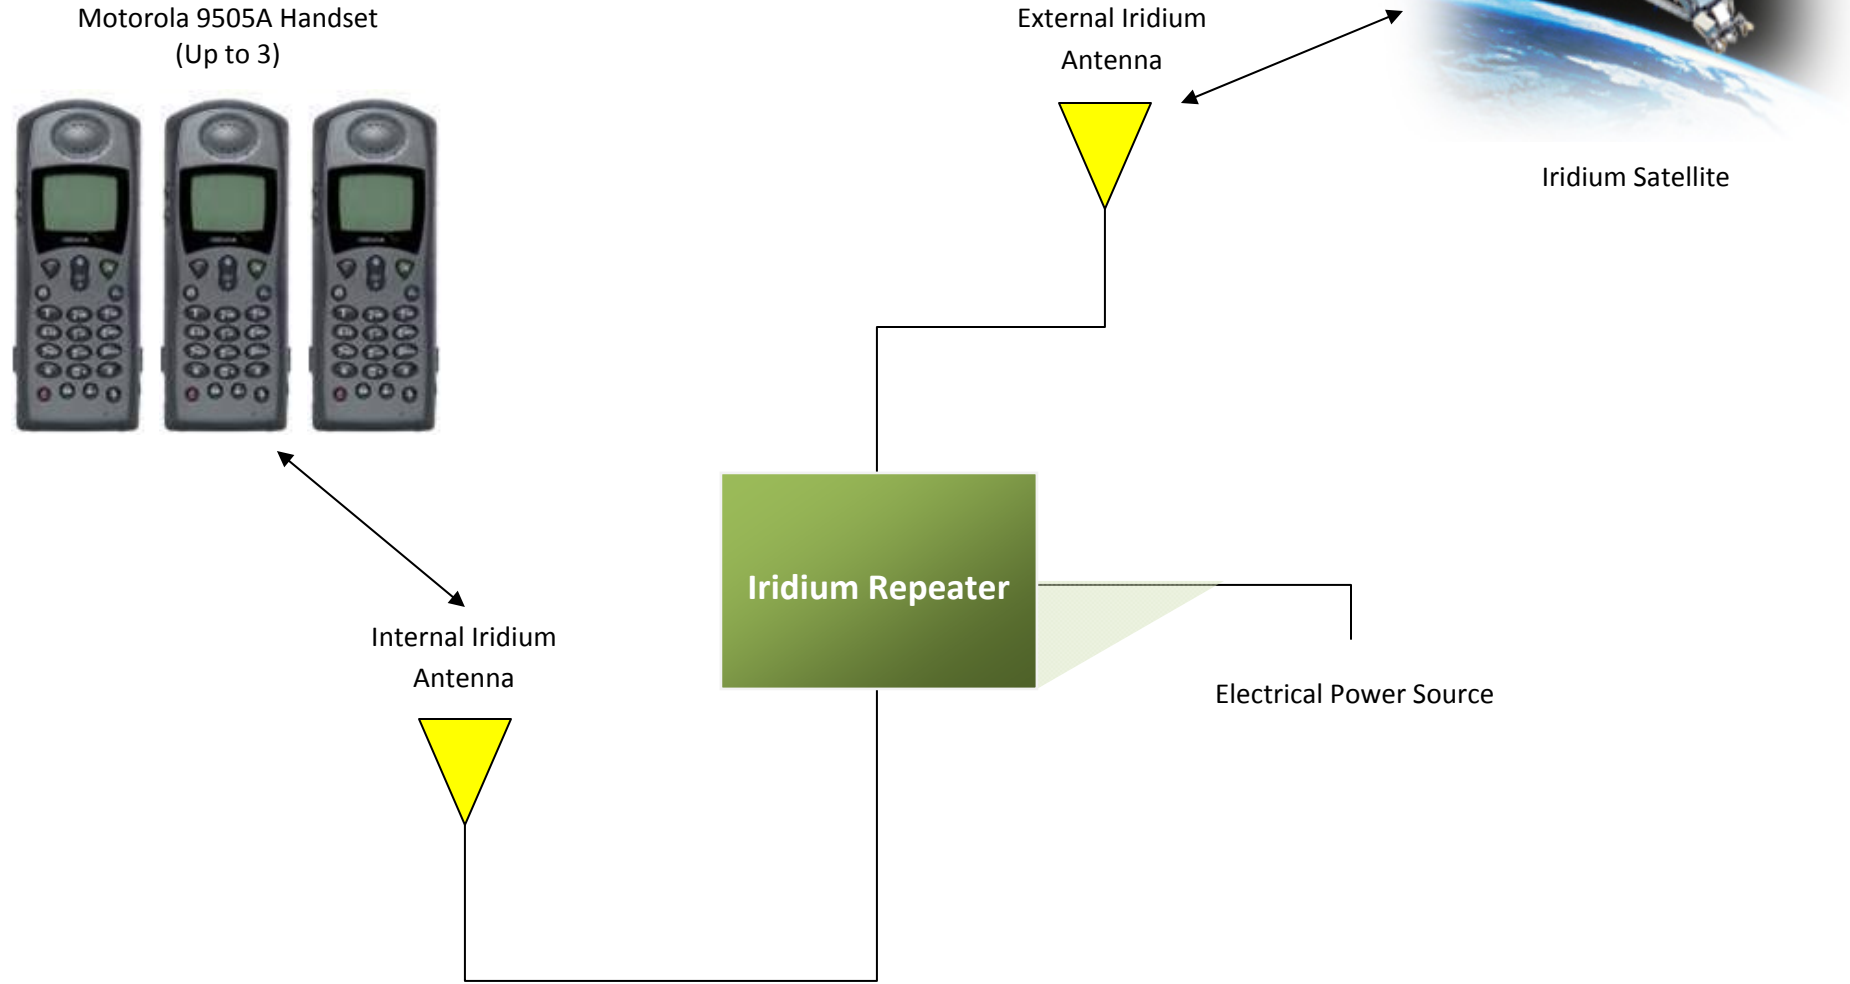 Motorola 9505A Handset
(Up to 3)
External Iridium
Antenna
Iridium Satellite
Iridium Repeater
Internal Iridium
Antenna
Electrical Power Source